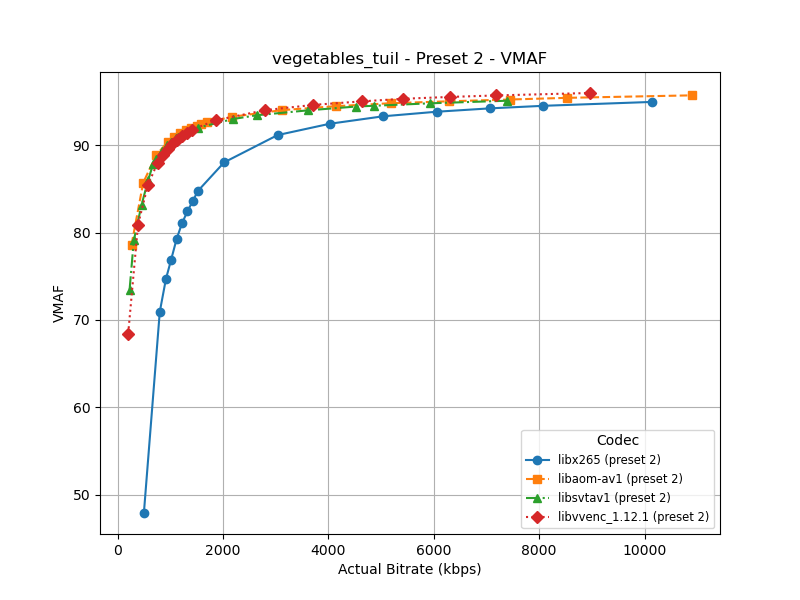 vegetables_tuil - Preset 2 - VMAF
VMAF
90
80
70
60
50
0
2000
4000
6000
8000
10000
Actual Bitrate (kbps)
Codec
libx265 (preset 2)
libaom-av1 (preset 2)
libsvtav1 (preset 2)
libvvenc_1.12.1 (preset 2)